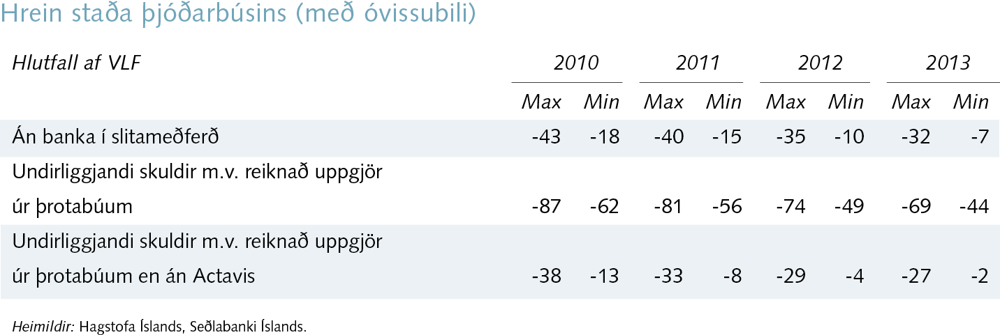 Hrein staða þjóðarbúsins (með óvissubili)
Hlutfall af VLF 2010 2011 2012 2013
Max Min Max Min Max Min Max Min
Án banka í slitameðferð -43 -18 -40 -15 -35 -10 -32 -7
Undirliggjandi skuldir m.v. reiknað uppgjör
úr þrotabúum -87 -62 -81 -56 -74 -49 -69 -44
Undirliggjandi skuldir m.v. reiknað uppgjör
úr þrotabúum en án Actavis -38 -13 -33 -8 -29 -4 -27 -2
Heimildir: Hagstofa Íslands, Seðlabanki Íslands.